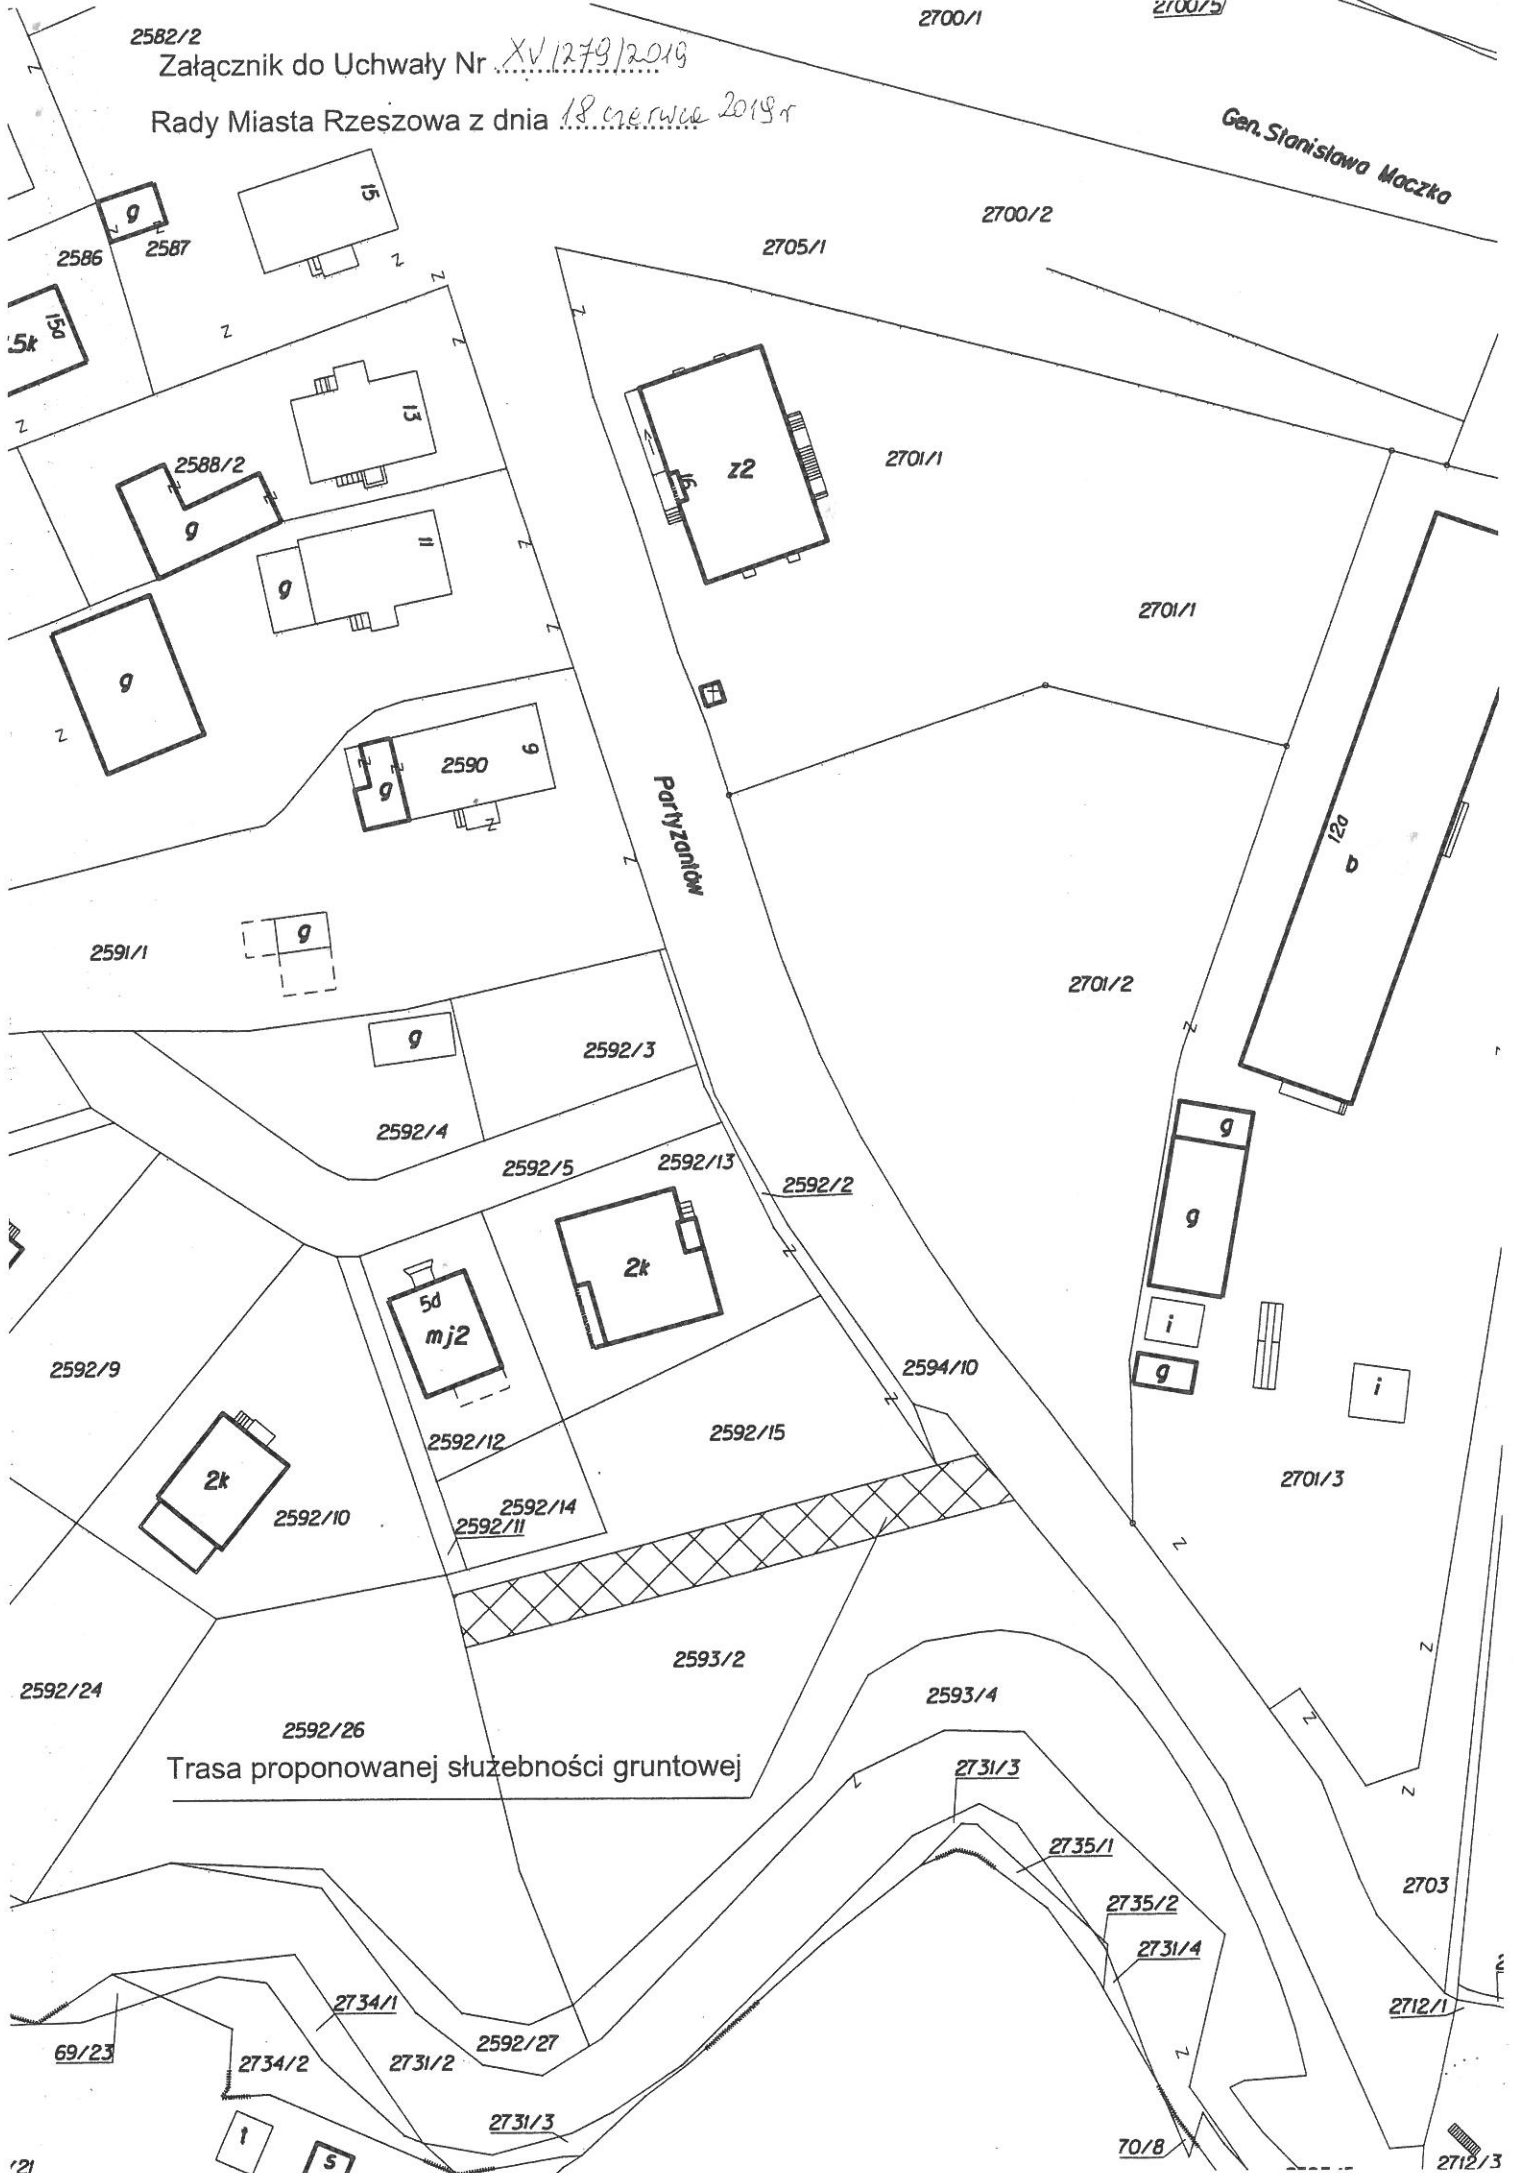 2700/1
2700/5
2582/2
Załącznik do Uchwały Nr XV/279/2019
Rady Miasta Rzeszowa z dnia 18 czerwca 2019 r
Gen. Stanisława Maczka
15
g
2700/2
2586
2587
2705/1
z
z
z
z
15a
.5k
z
z
13
z
2588/2
z2
2701/1
16
g
11
z
g
2701/1
z
g
z
9
2590
g
z
Partyzantów
12a
z
b
g
2591/1
2701/2
z
g
2592/3
g
2592/4
2592/5
2592/13
2592/2
g
z
2k
5d
mj2
i
2592/9
2594/10
g
i
z
2592/12
2592/15
2k
2701/3
2592/10
2592/14
2592/11
z
z
2593/2
2592/24
2593/4
2592/26
z
Trasa proponowanej służebności gruntowej
2731/3
z
z
2735/1
2703
2735/2
2731/4
2734/1
2712/1
2592/27
69/23
2734/2
2731/2
z
2731/3
t
70/8
s
2712/3
/21